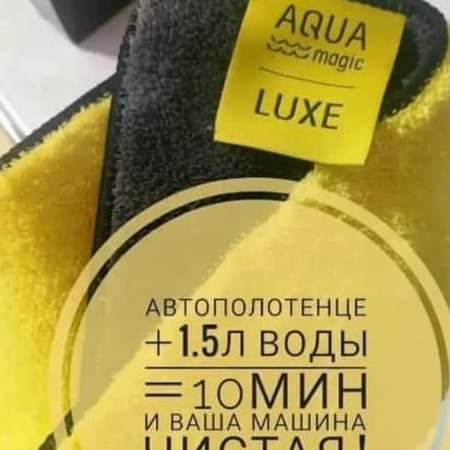 AQUA
magic
LUXE
АВТОПОЛОТЕНЦЕ
+1.5Л ВОДЫ
=10МИН
И ВАША МАШИНА
ЧИСТАЯ!